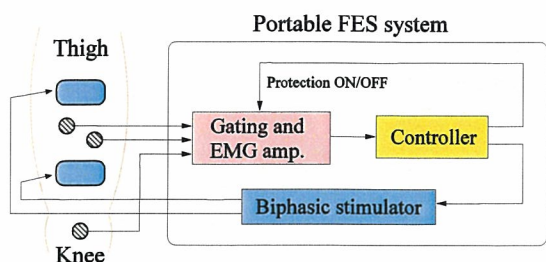 Portable FES system
Thigh
Protection ON/OFF
Gating and
EMG amp.
Controller
Biphasic stimulator
Knee